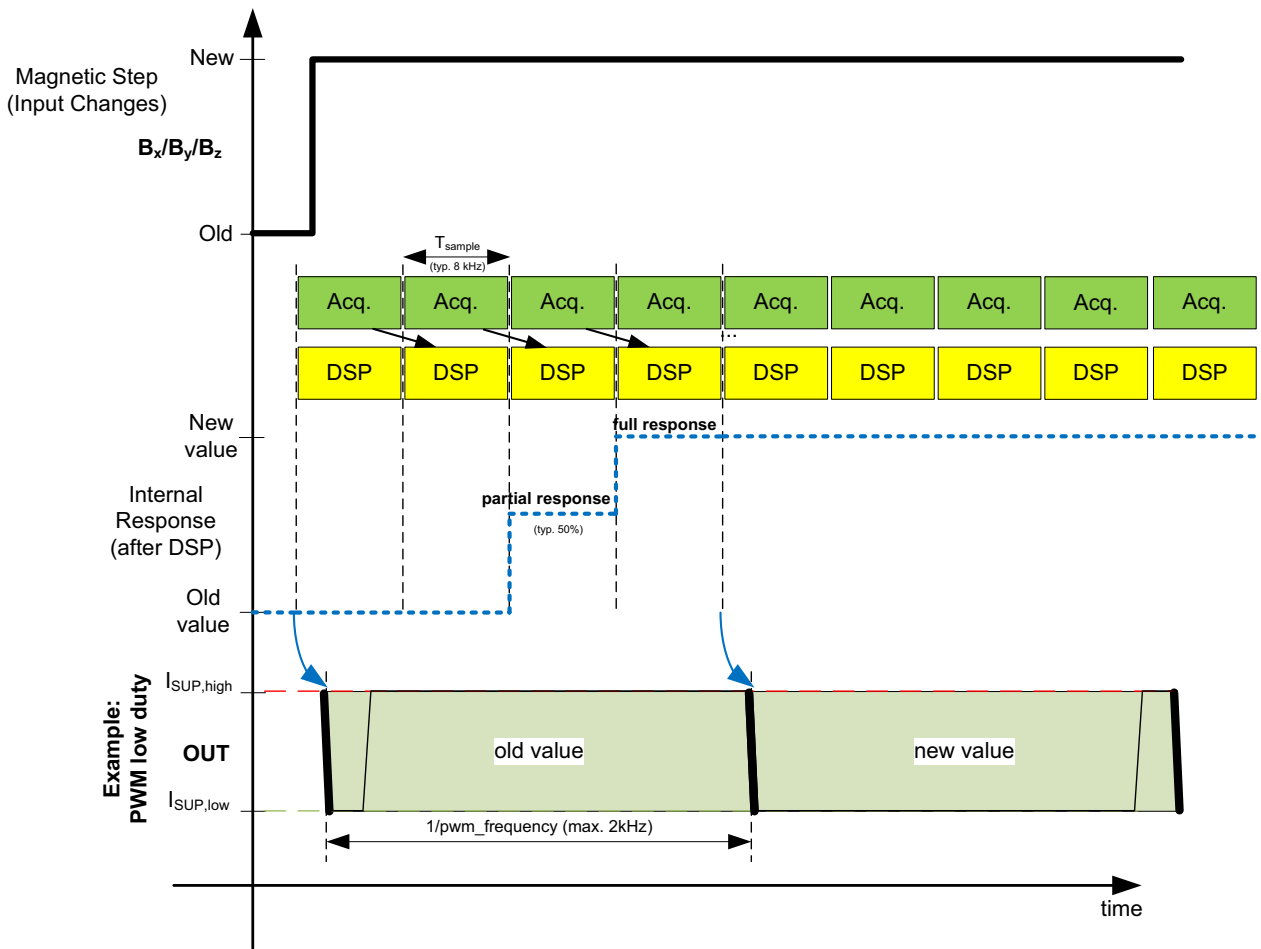 New
Magnetic Step
(Input Changes)
Bx/By/Bz
Old
Tsample
(typ. 8 kHz)
Acq. Acq. Acq. Acq. Acq. Acq. Acq. Acq. Acq.
...
DSP DSP DSP DSP DSP DSP DSP DSP DSP
New
value
full response
Internal
Response
(after DSP)
partial response
(typ. 50%)
Old
value
ISUP,high
Example:
PWM low duty
OUT
old value
new value
ISUP,low
1/pwm_frequency (max. 2kHz)
time